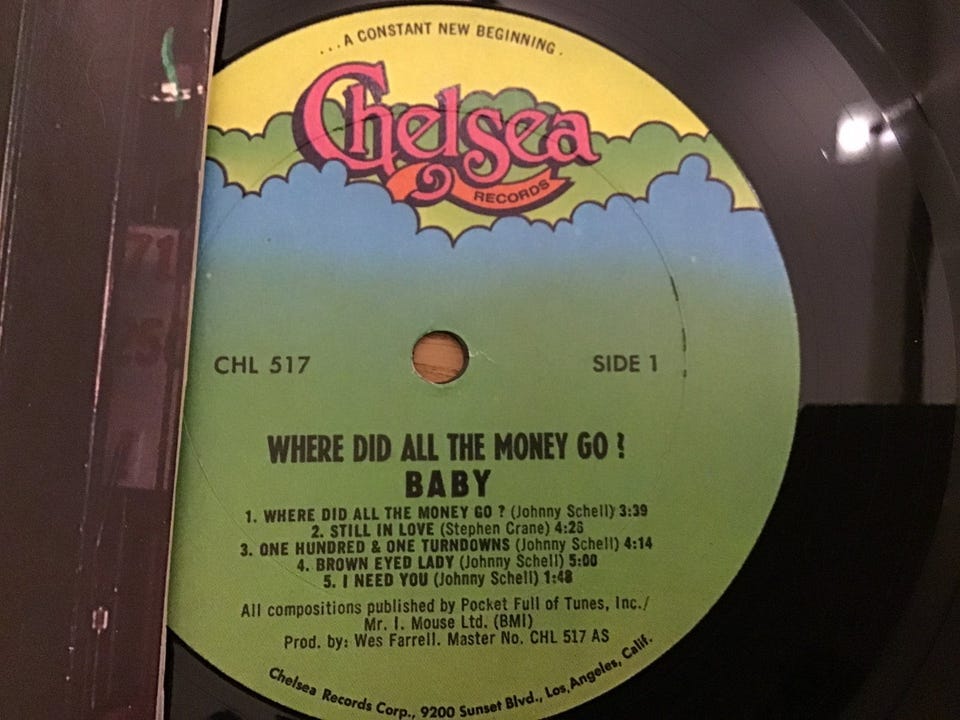 ...A CONSTANT NEW BEGINNING.
Chelsea
RECORDS
CHL 517
SIDE 1
WHERE DID ALL THE MONEY GO?
BABY
1. WHERE DID ALL THE MONEY GO? (Johnny Schell) 3:39
2. STILL IN LOVE (Stephen Crane) 4:26
3. ONE HUNDRED & ONE TURNDOWNS (Johnny Schell) 4:14
4. BROWN EYED LADY (Johnny Schell) 5:00
5. I NEED YOU (Johnny Schell) 1:48
All compositions published by Pocket Full of Tunes, Inc./
Mr. I. Mouse Ltd. (BMI)
Prod. by: Wes Farrell. Master No. CHL 517 AS
Chelsea Records Corp., 9200 Sunset Blvd., Los Angeles, Calif.